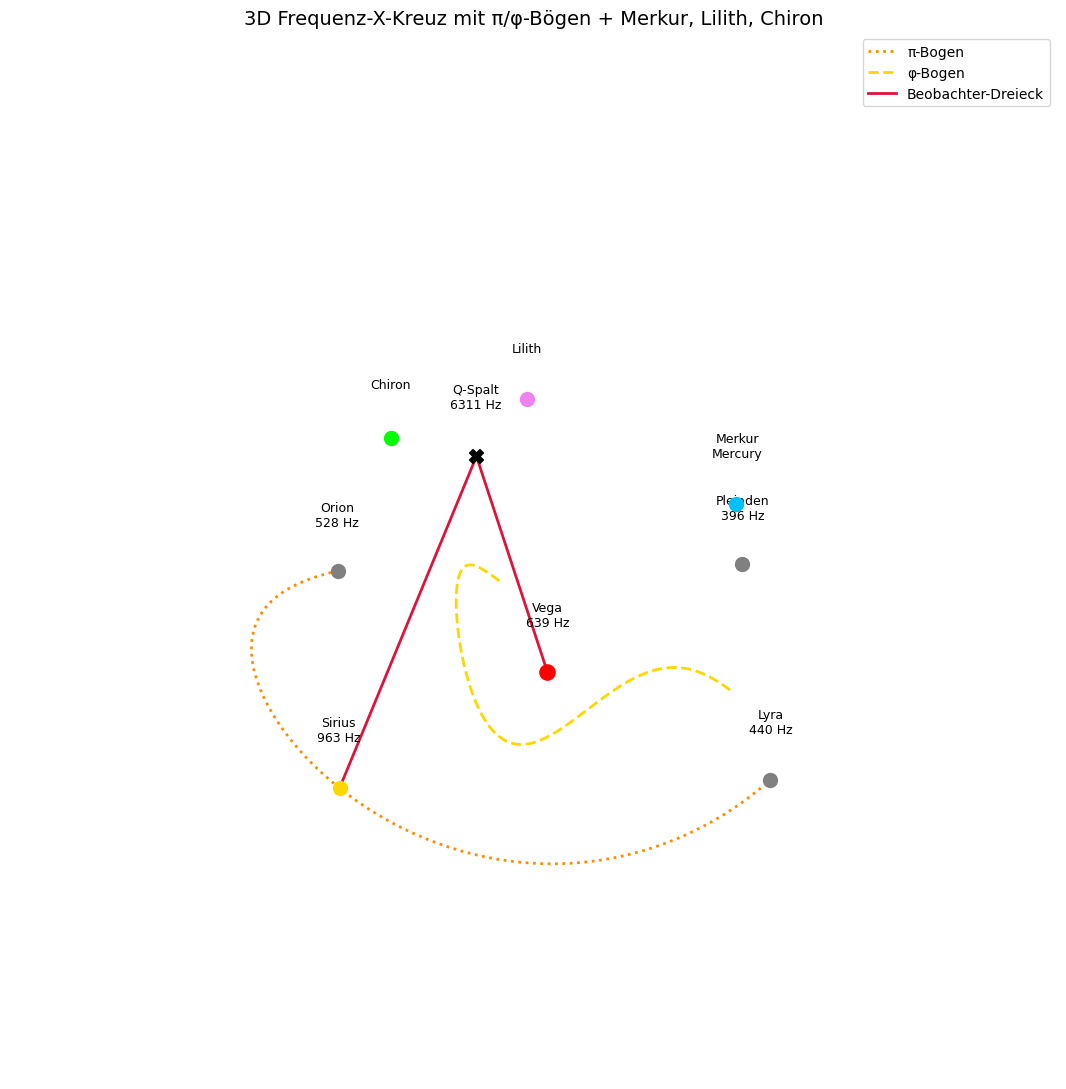 3D Frequenz-X-Kreuz mit π/φ-Bögen + Merkur, Lilith, Chiron
π-Bogen
φ-Bogen
Beobachter-Dreieck
Lilith
Chiron
Q-Spalt
6311 Hz
Merkur
Mercury
Orion
528 Hz
Plejaden
396 Hz
Vega
639 Hz
Sirius
963 Hz
Lyra
440 Hz